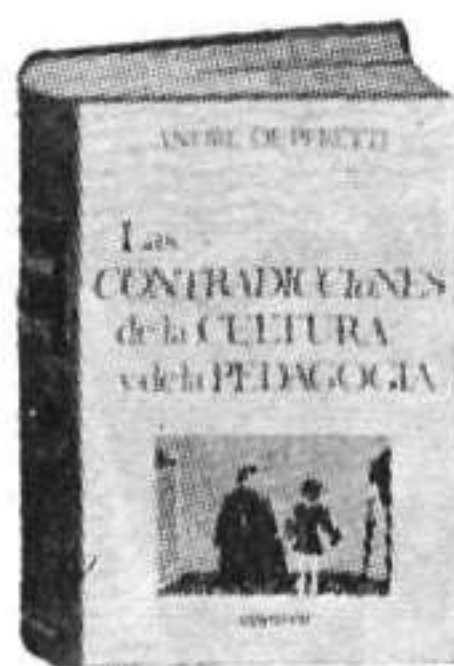 ANDRE DE PERETTI
Las
CONTRADICCIONES
de la CULTURA
y de la PEDAGOGIA